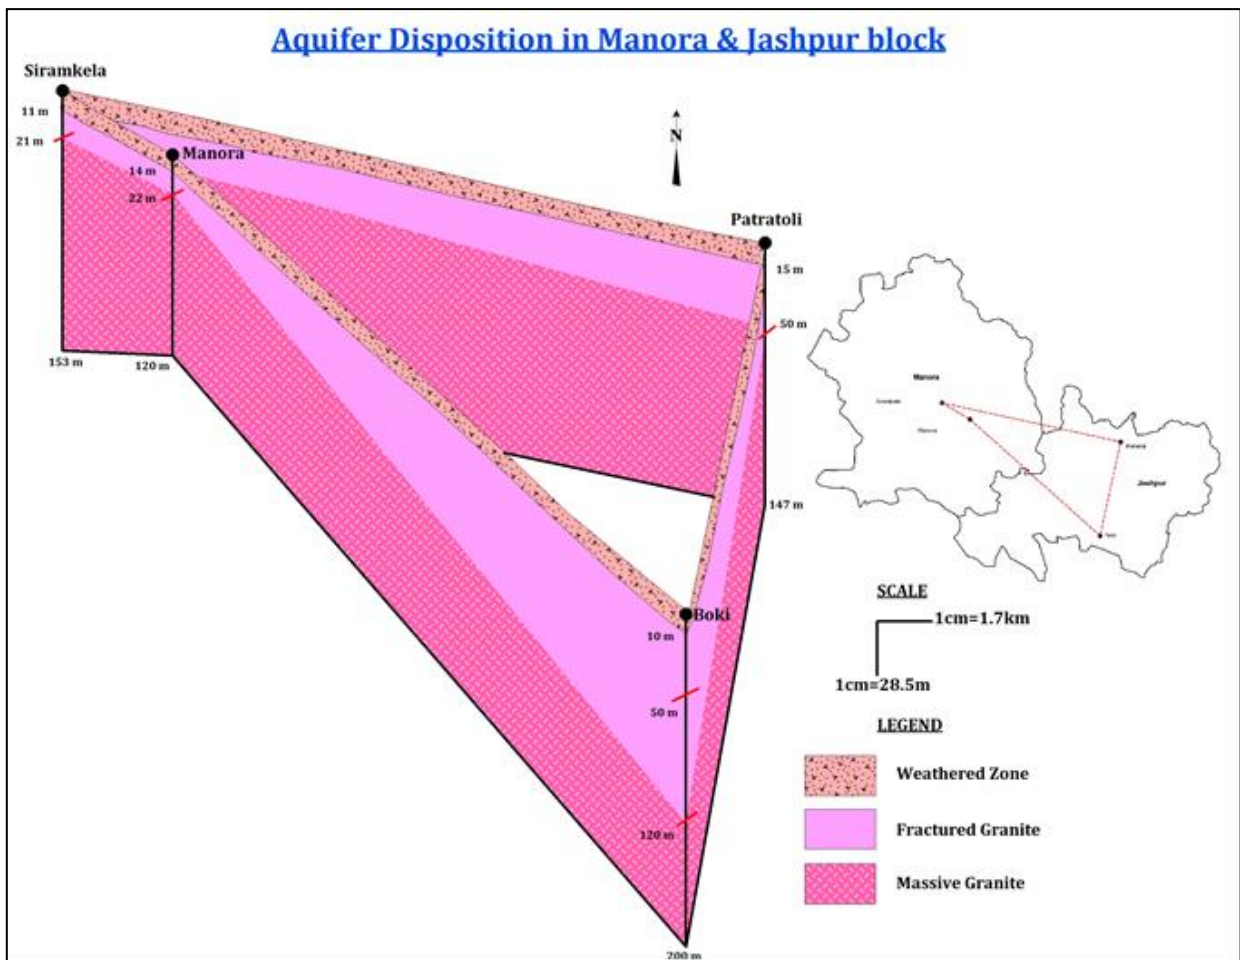 Aquifer Disposition in Manora & Jashpur block
Siramkela
11 m
21 m
Manora
14 m
22 m
153 m
120 m
N
Patratoli
15 m
50 m
147 m
Boki
10 m
50 m
120 m
200 m
Manora
Jashpur
SCALE
1cm=1.7km
1cm=28.5m
LEGEND
Weathered Zone
Fractured Granite
Massive Granite